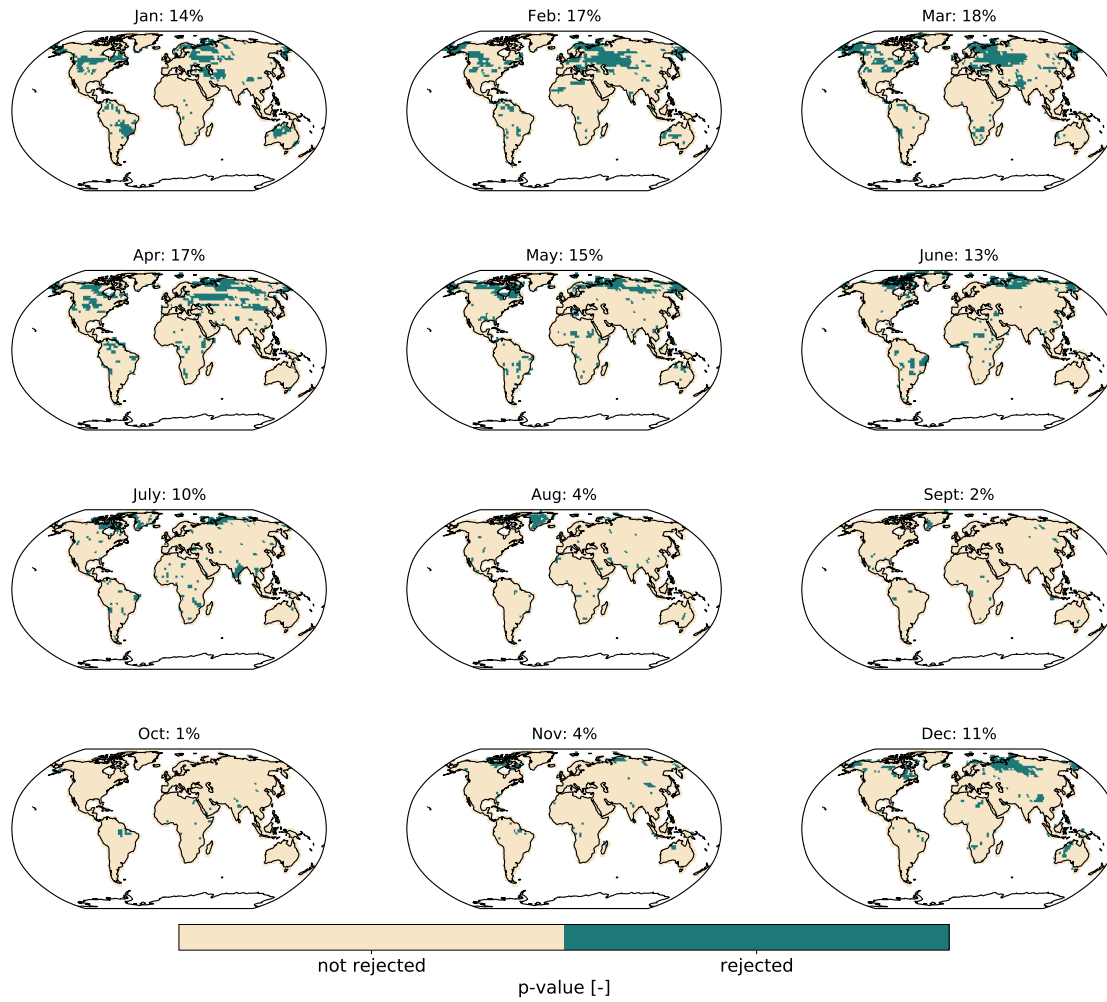 Jan: 14%
Feb: 17%
Mar: 18%
Apr: 17%
May: 15%
June: 13%
July: 10%
Aug: 4%
Sept: 2%
Oct: 1%
Nov: 4%
Dec: 11%
not rejected
rejected
p-value [-]